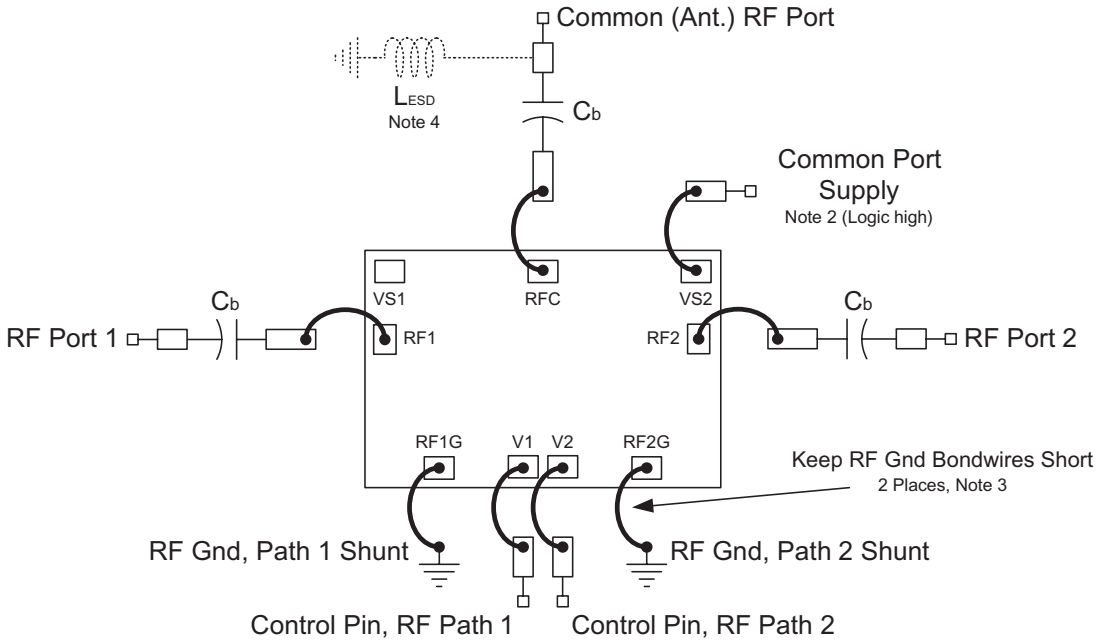 Common (Ant.) RF Port
LESD
Note 4
Cb
Common Port
Supply
Note 2 (Logic high)
VS1
RFC
VS2
Cb
Cb
RF Port 1
RF1
RF2
RF Port 2
RF1G
V1
V2
RF2G
Keep RF Gnd Bondwires Short
2 Places, Note 3
RF Gnd, Path 1 Shunt
RF Gnd, Path 2 Shunt
Control Pin, RF Path 1
Control Pin, RF Path 2